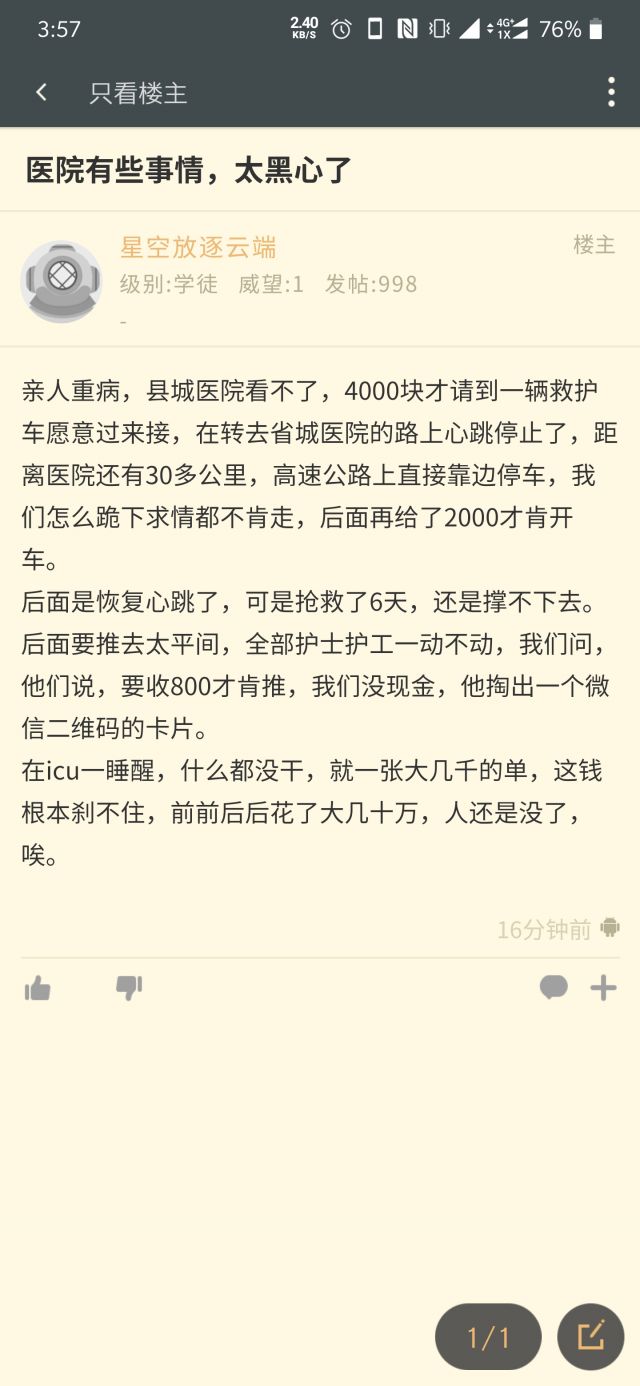 3:57
2.40
KB/S
4G+
1X
76%
只看楼主
医院有些事情，太黑心了
星空放逐云端
楼主
级别:学徒 威望:1 发帖:998
-
亲人重病，县城医院看不了，4000块才请到一辆救护
车愿意过来接，在转去省城医院的路上心跳停止了，距
离医院还有30多公里，高速公路上直接靠边停车，我
们怎么跪下求情都不肯走，后面再给了2000才肯开
车。
后面是恢复心跳了，可是抢救了6天，还是撑不下去。
后面要推去太平间，全部护士护工一动不动，我们问，
他们说，要收800才肯推，我们没现金，他掏出一个微
信二维码的卡片。
在icu一睡醒，什么都没干，就一张大几千的单，这钱
根本刹不住，前前后后花了大几十万，人还是没了，
唉。
16分钟前
1/1